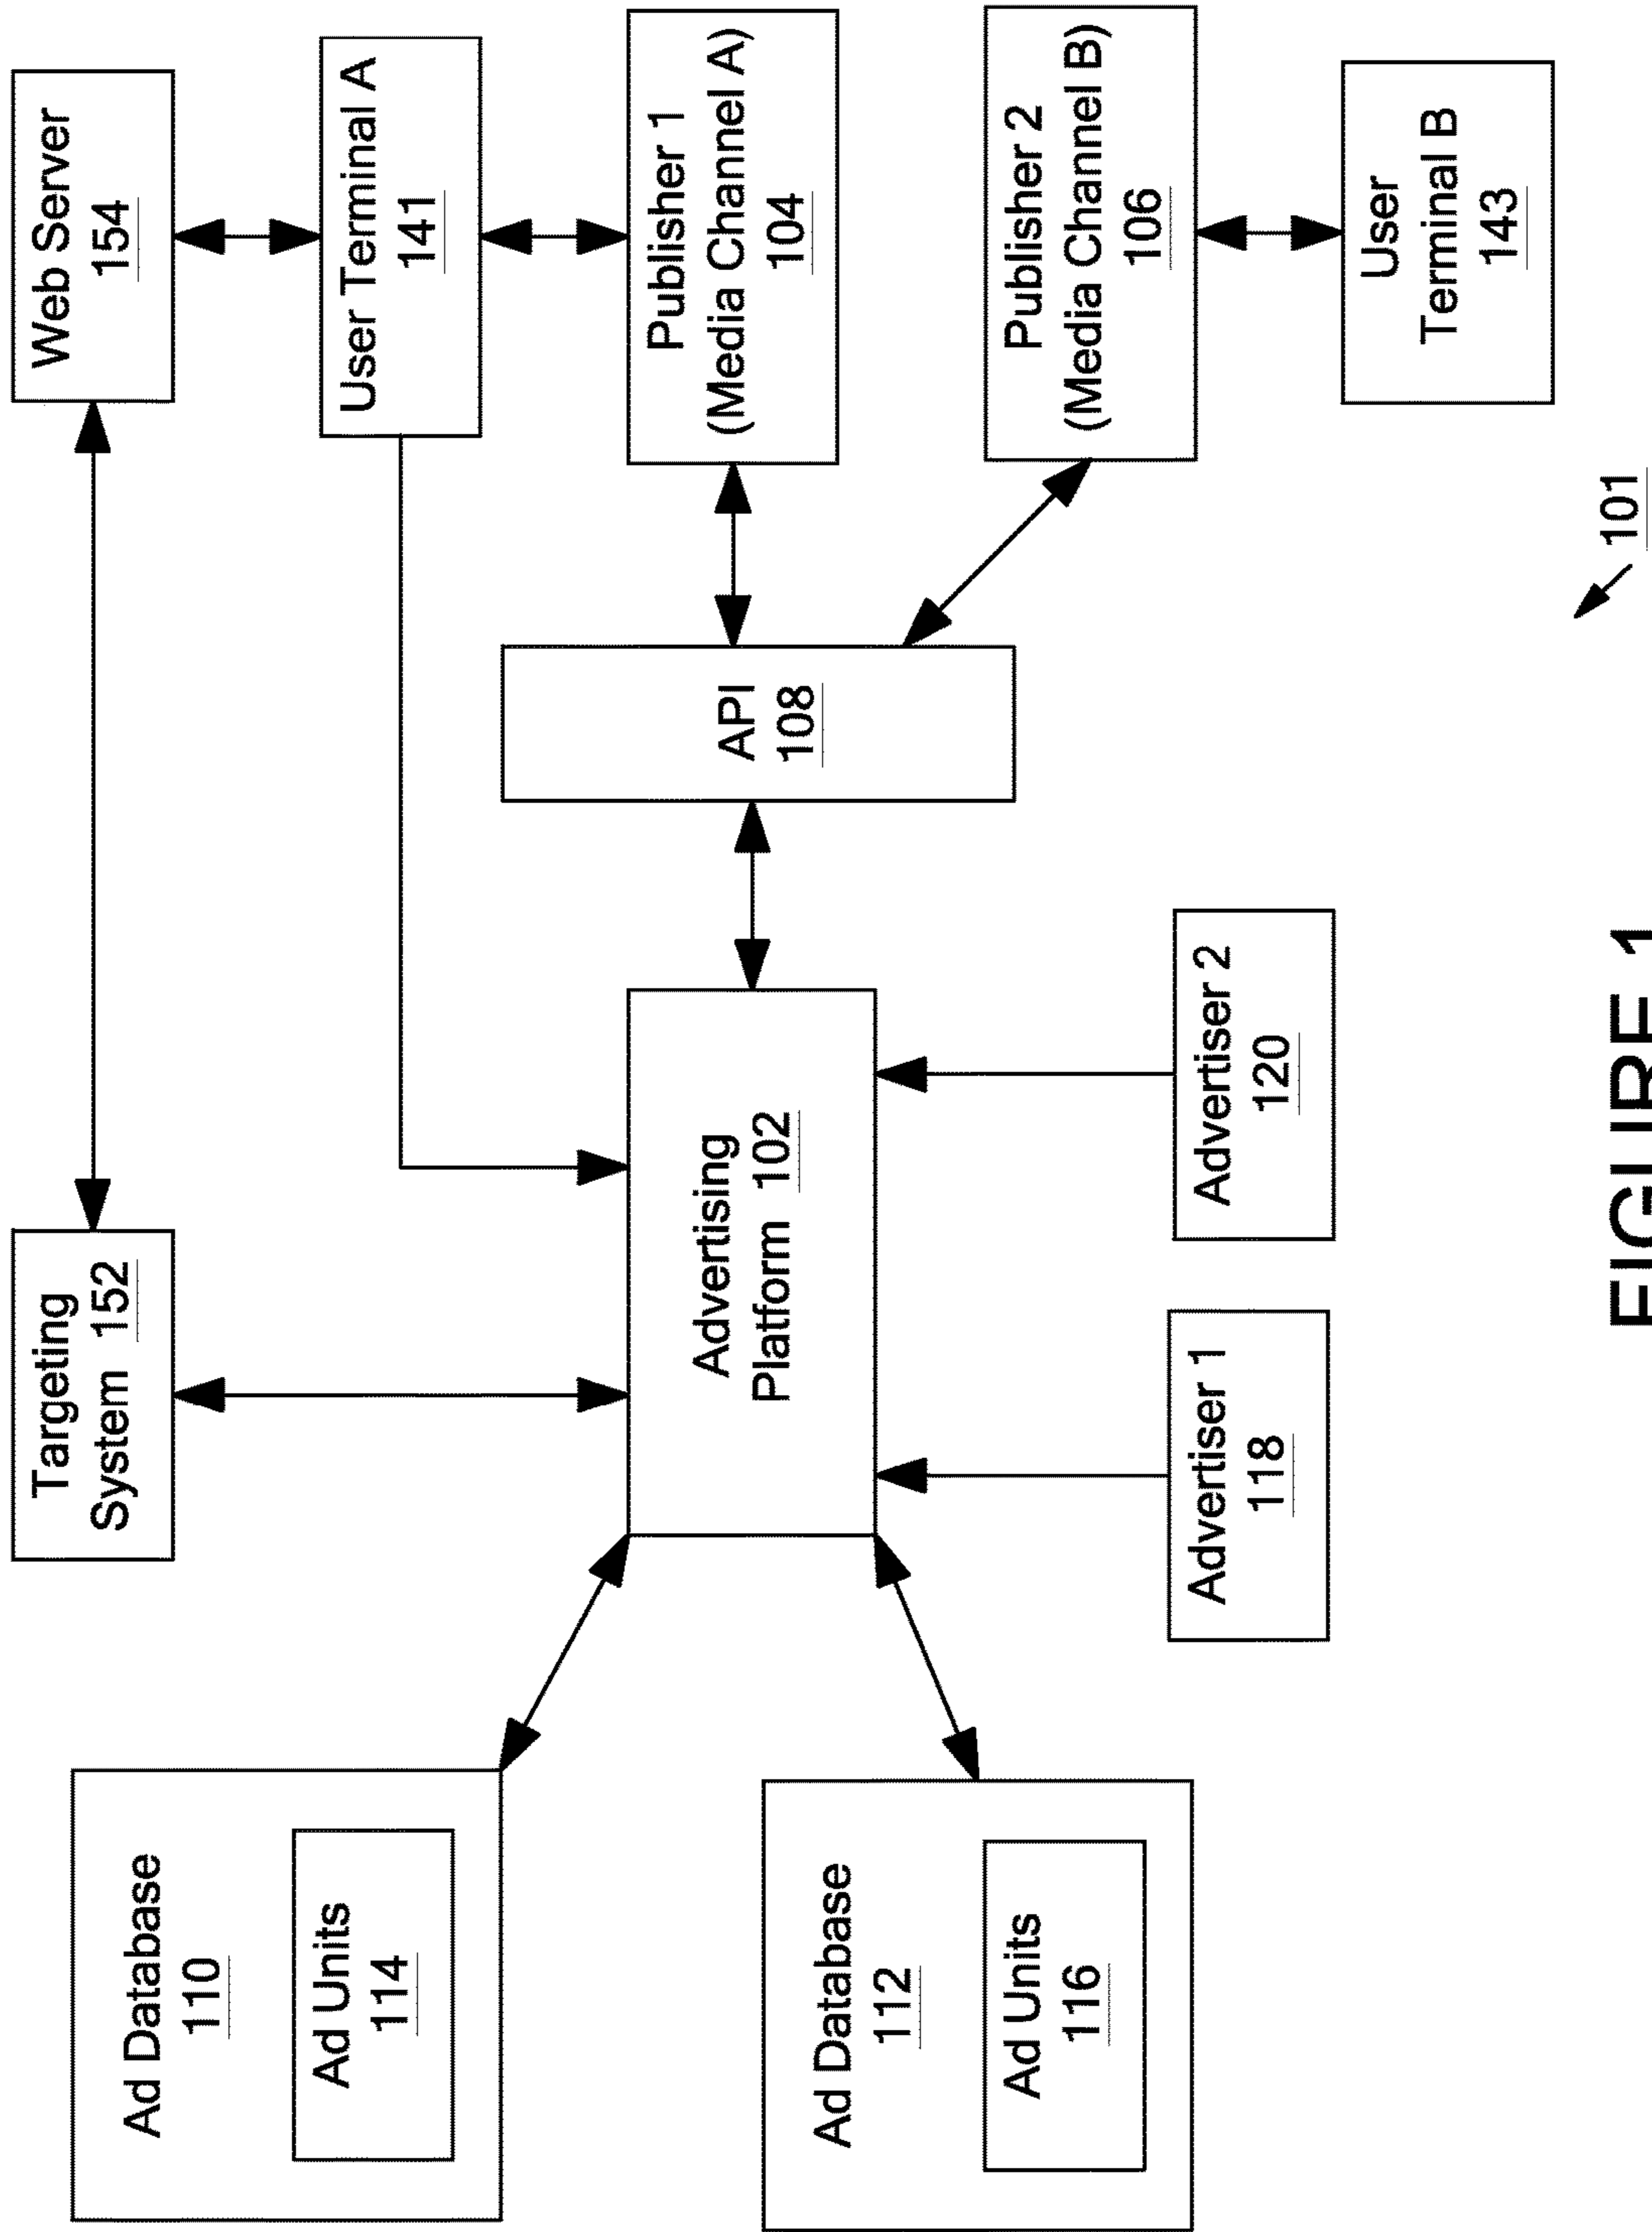 Ad Database
110
Ad Units
114
Targeting
System 152
Web Server
154
User Terminal A
141
Ad Database
112
Ad Units
116
Advertising
Platform 102
API
108
Publisher 1
(Media Channel A)
104
Publisher 2
(Media Channel B)
106
Advertiser 1
118
Advertiser 2
120
User
Terminal B
143
101
FIGURE 1